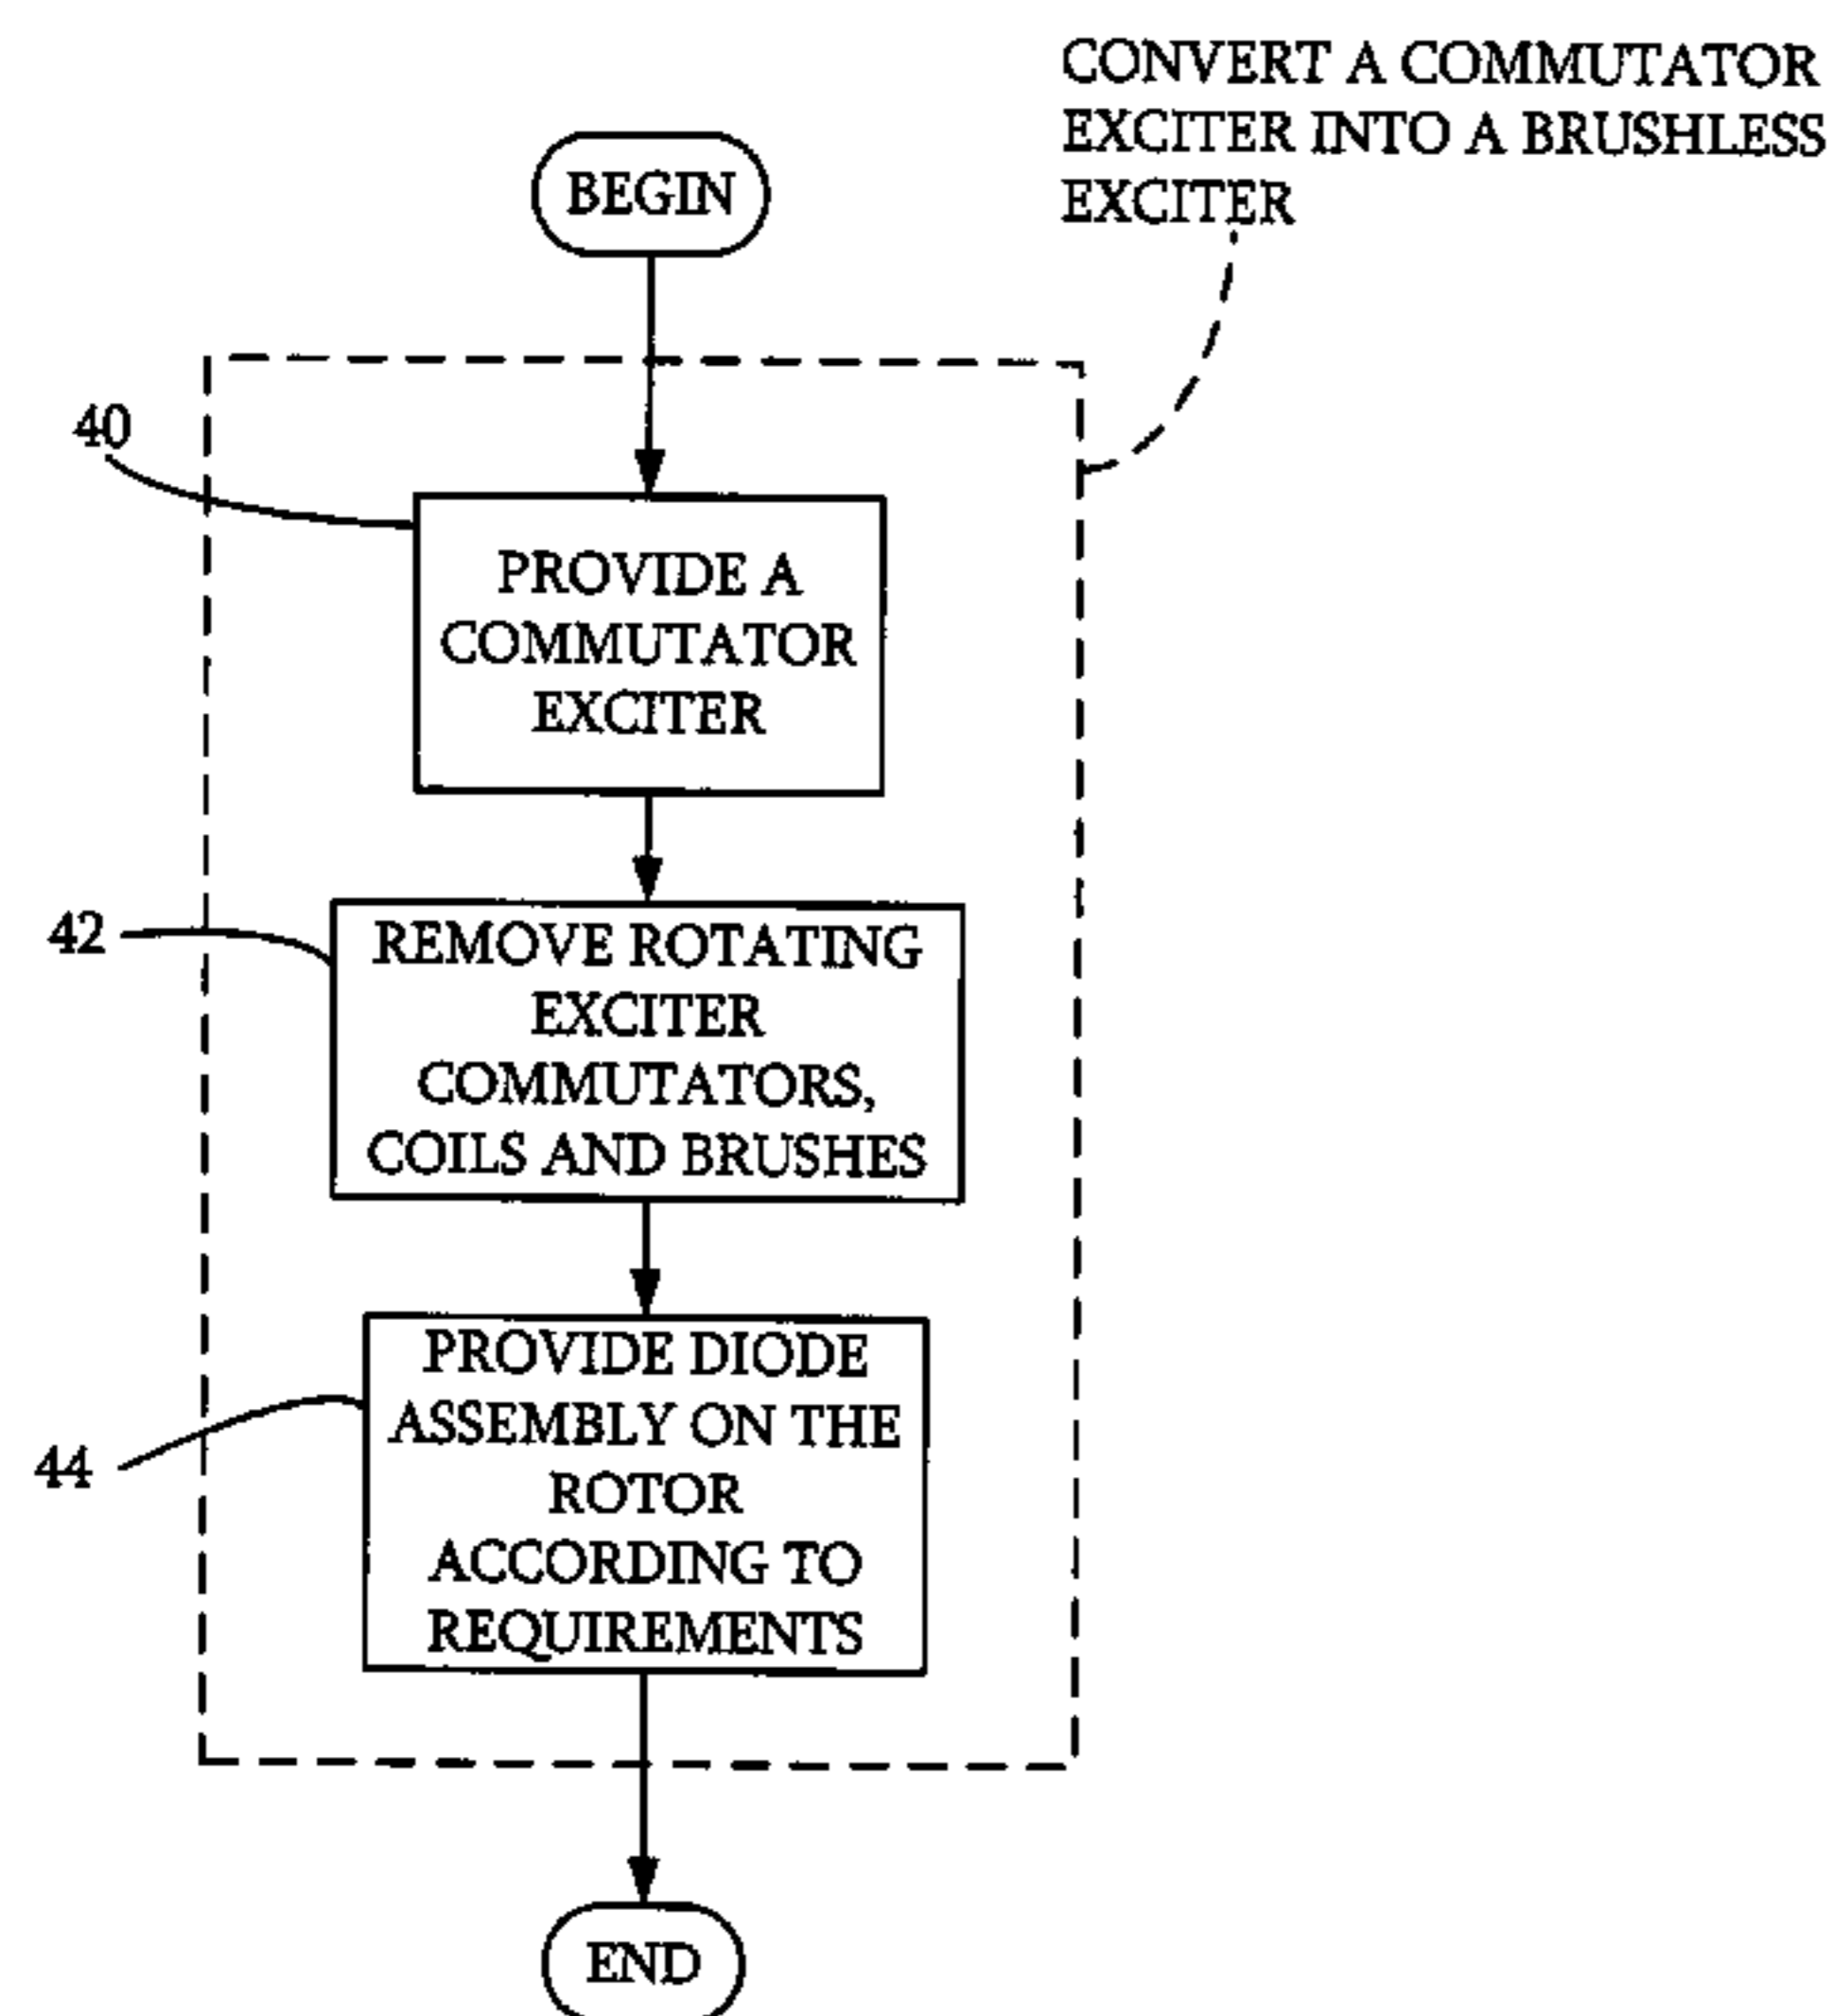 CONVERT A COMMUTATOR
EXCITER INTO A BRUSHLESS
EXCITER
BEGIN
40
PROVIDE A
COMMUTATOR
EXCITER
42
REMOVE ROTATING
EXCITER
COMMUTATORS,
COILS AND BRUSHES
44
PROVIDE DIODE
ASSEMBLY ON THE
ROTOR
ACCORDING TO
REQUIREMENTS
END